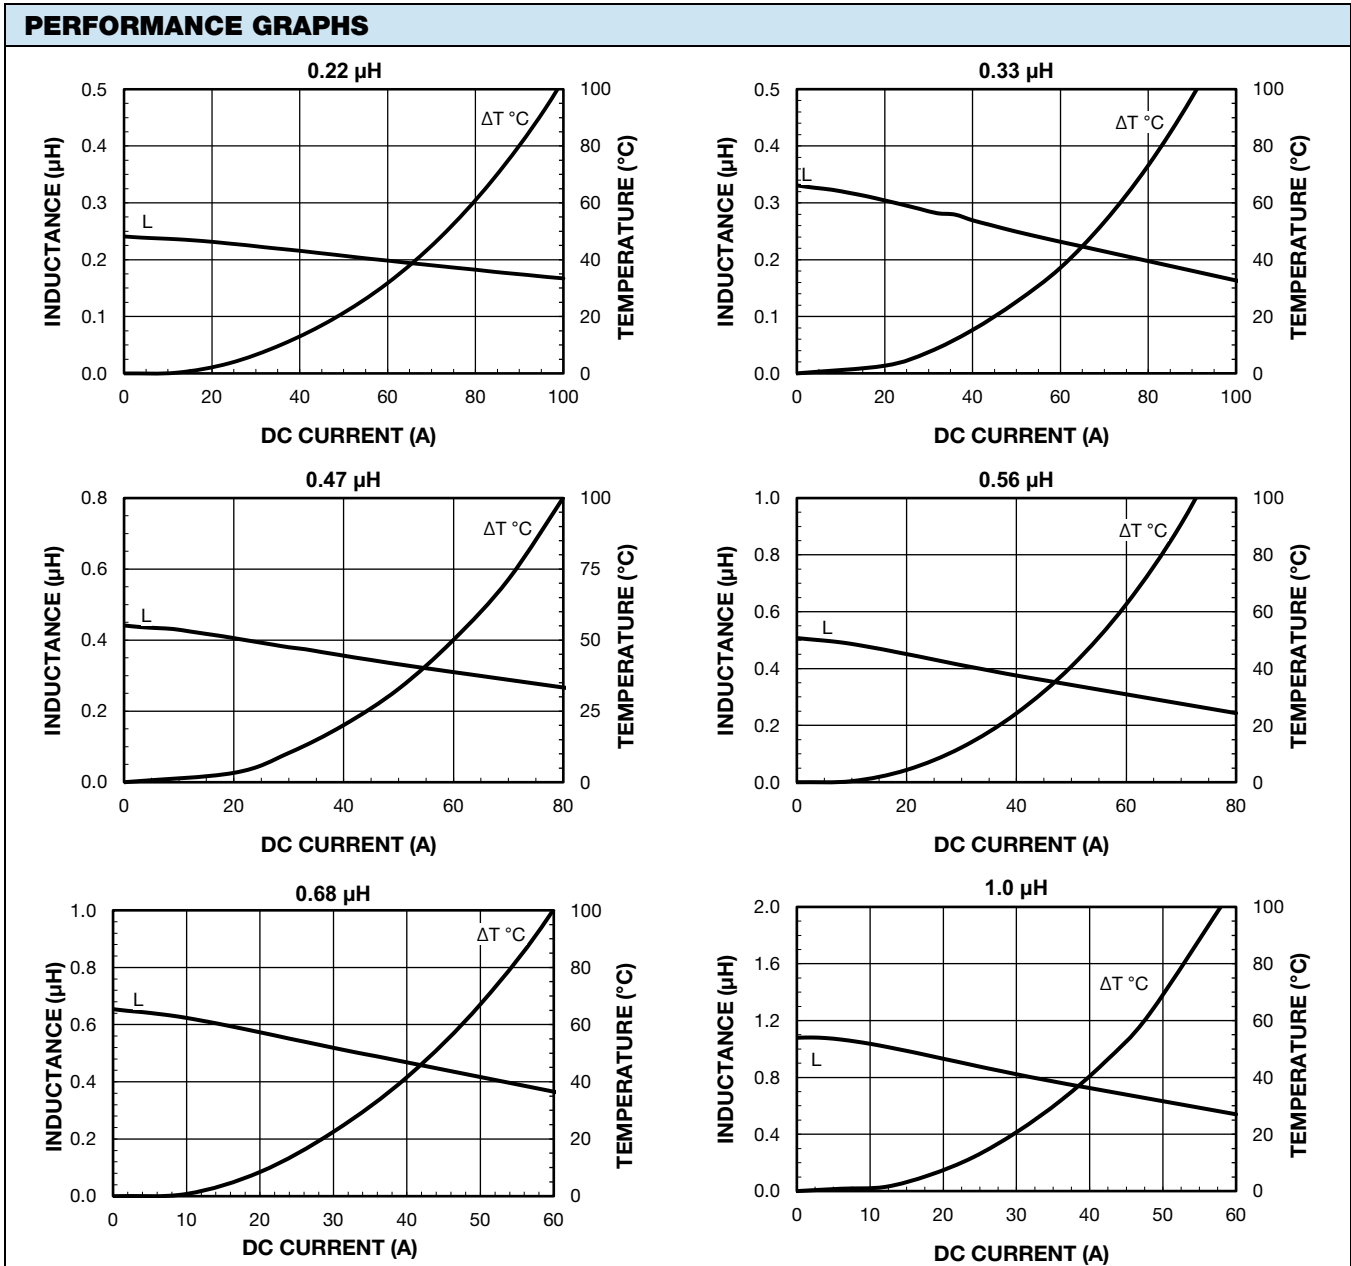 PERFORMANCE GRAPHS
0.22 µH
0.5
0.4
0.3
0.2
0.1
0.0
INDUCTANCE (µH)
L
ΔT °C
100
80
60
40
20
0
TEMPERATURE (°C)
0 20 40 60 80 100
DC CURRENT (A)
0.33 µH
0.5
0.4
0.3
0.2
0.1
0.0
INDUCTANCE (µH)
L
ΔT °C
100
80
60
40
20
0
TEMPERATURE (°C)
0 20 40 60 80 100
DC CURRENT (A)
0.47 µH
0.8
0.6
0.4
0.2
0.0
INDUCTANCE (µH)
L
ΔT °C
100
75
50
25
0
TEMPERATURE (°C)
0 20 40 60 80
DC CURRENT (A)
0.56 µH
1.0
0.8
0.6
0.4
0.2
0.0
INDUCTANCE (µH)
L
ΔT °C
100
80
60
40
20
0
TEMPERATURE (°C)
0 20 40 60 80
DC CURRENT (A)
0.68 µH
1.0
0.8
0.6
0.4
0.2
0.0
INDUCTANCE (µH)
L
ΔT °C
100
80
60
40
20
0
TEMPERATURE (°C)
0 10 20 30 40 50 60
DC CURRENT (A)
1.0 µH
2.0
1.6
1.2
0.8
0.4
0.0
INDUCTANCE (µH)
L
ΔT °C
100
80
60
40
20
0
TEMPERATURE (°C)
0 10 20 30 40 50 60
DC CURRENT (A)